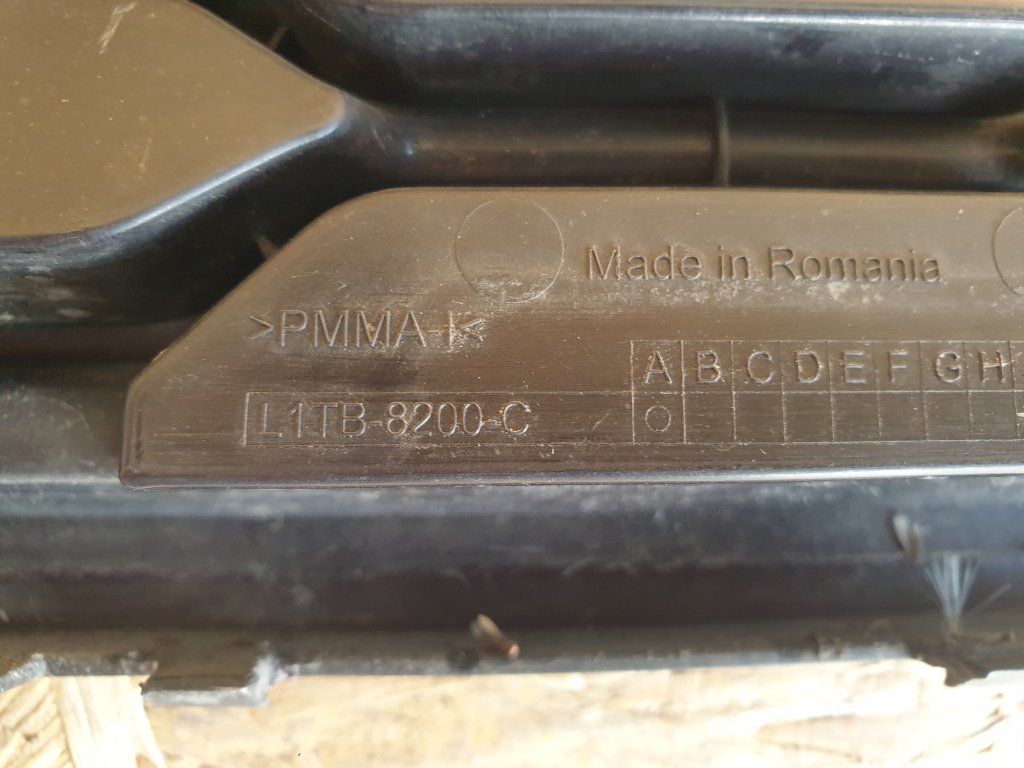 Made in Romania
>PMMA-I<
A B C D E F G H
L1TB-8200-C